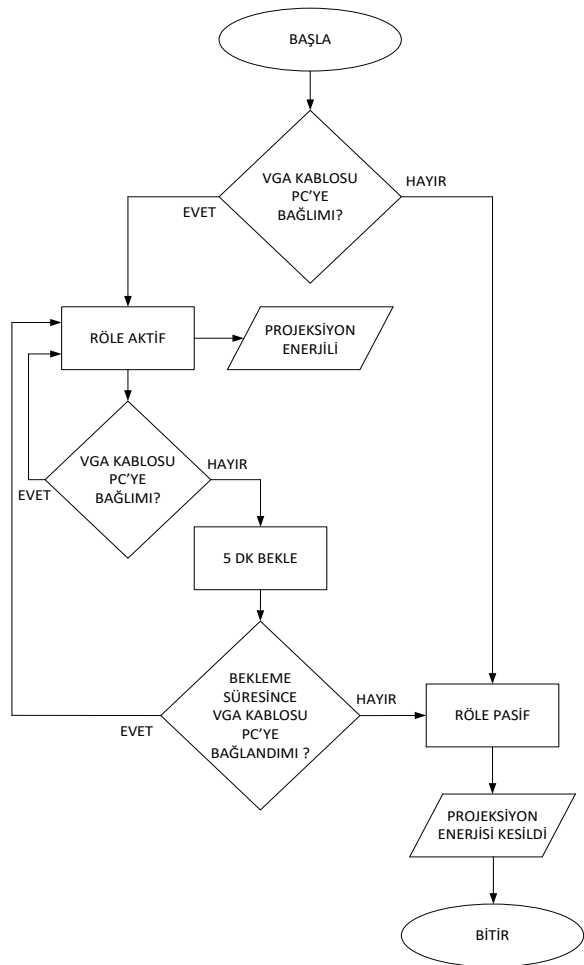 BAŞLA
VGA KABLOSU
PC'YE
BAĞLIMI?
HAYIR
EVET
RÖLE AKTİF
PROJEKSİYON
ENERJİLİ
VGA KABLOSU
PC'YE
BAĞLIMI?
HAYIR
EVET
5 DK BEKLE
BEKLEME
SÜRESİNCE
VGA KABLOSU
PC'YE
BAĞLANDIMI ?
HAYIR
EVET
RÖLE PASİF
PROJEKSİYON
ENERJİSİ KESİLDİ
BİTİR